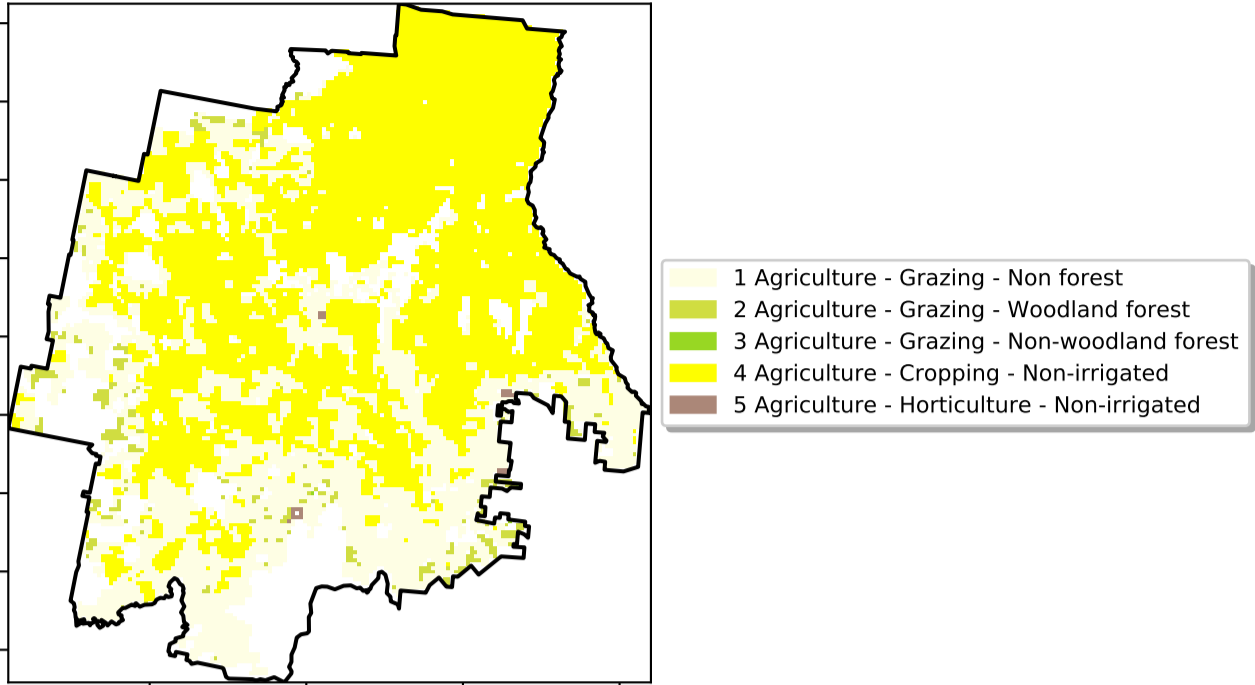 1 Agriculture - Grazing - Non forest
2 Agriculture - Grazing - Woodland forest
3 Agriculture - Grazing - Non-woodland forest
4 Agriculture - Cropping - Non-irrigated
5 Agriculture - Horticulture - Non-irrigated